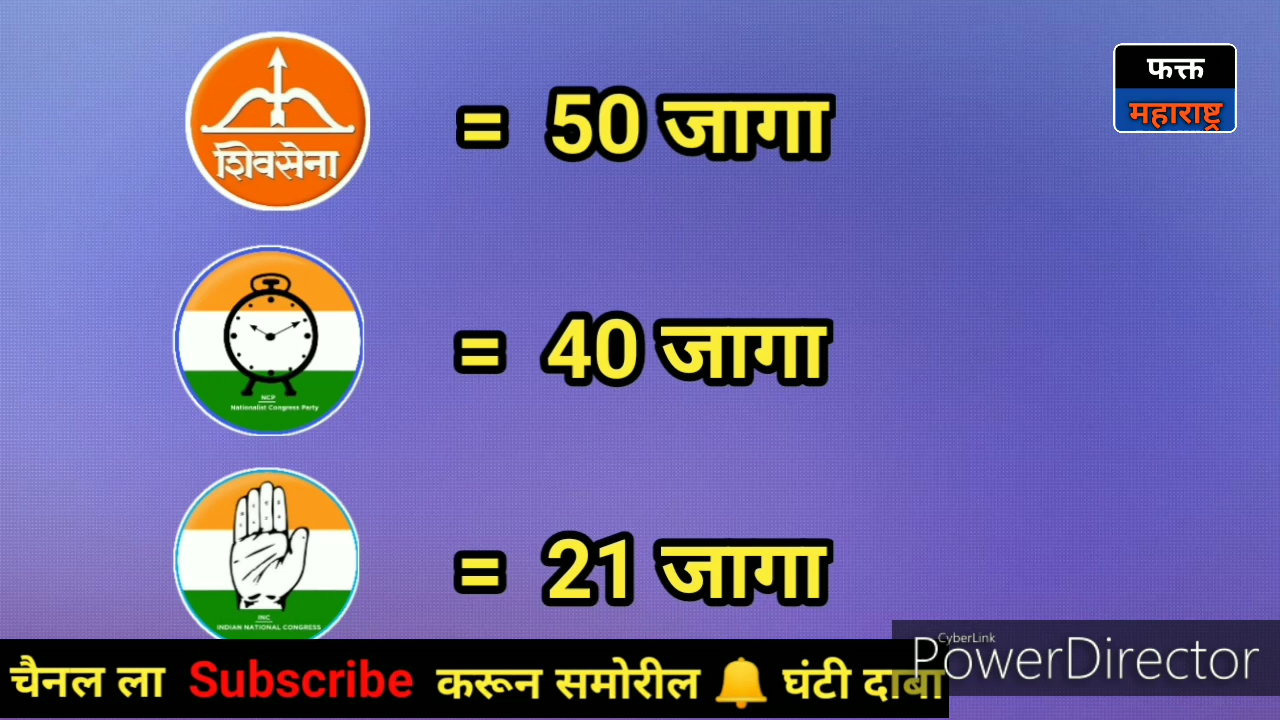 फक्त
महाराष्ट्र
शिवसेना
= 50 जागा
NCP
Nationalist Congress Party
= 40 जागा
INC
INDIAN NATIONAL CONGRESS
= 21 जागा
चैनल ला Subscribe करून समोरील 🔔 घंटी दाबा
CyberLink
PowerDirector